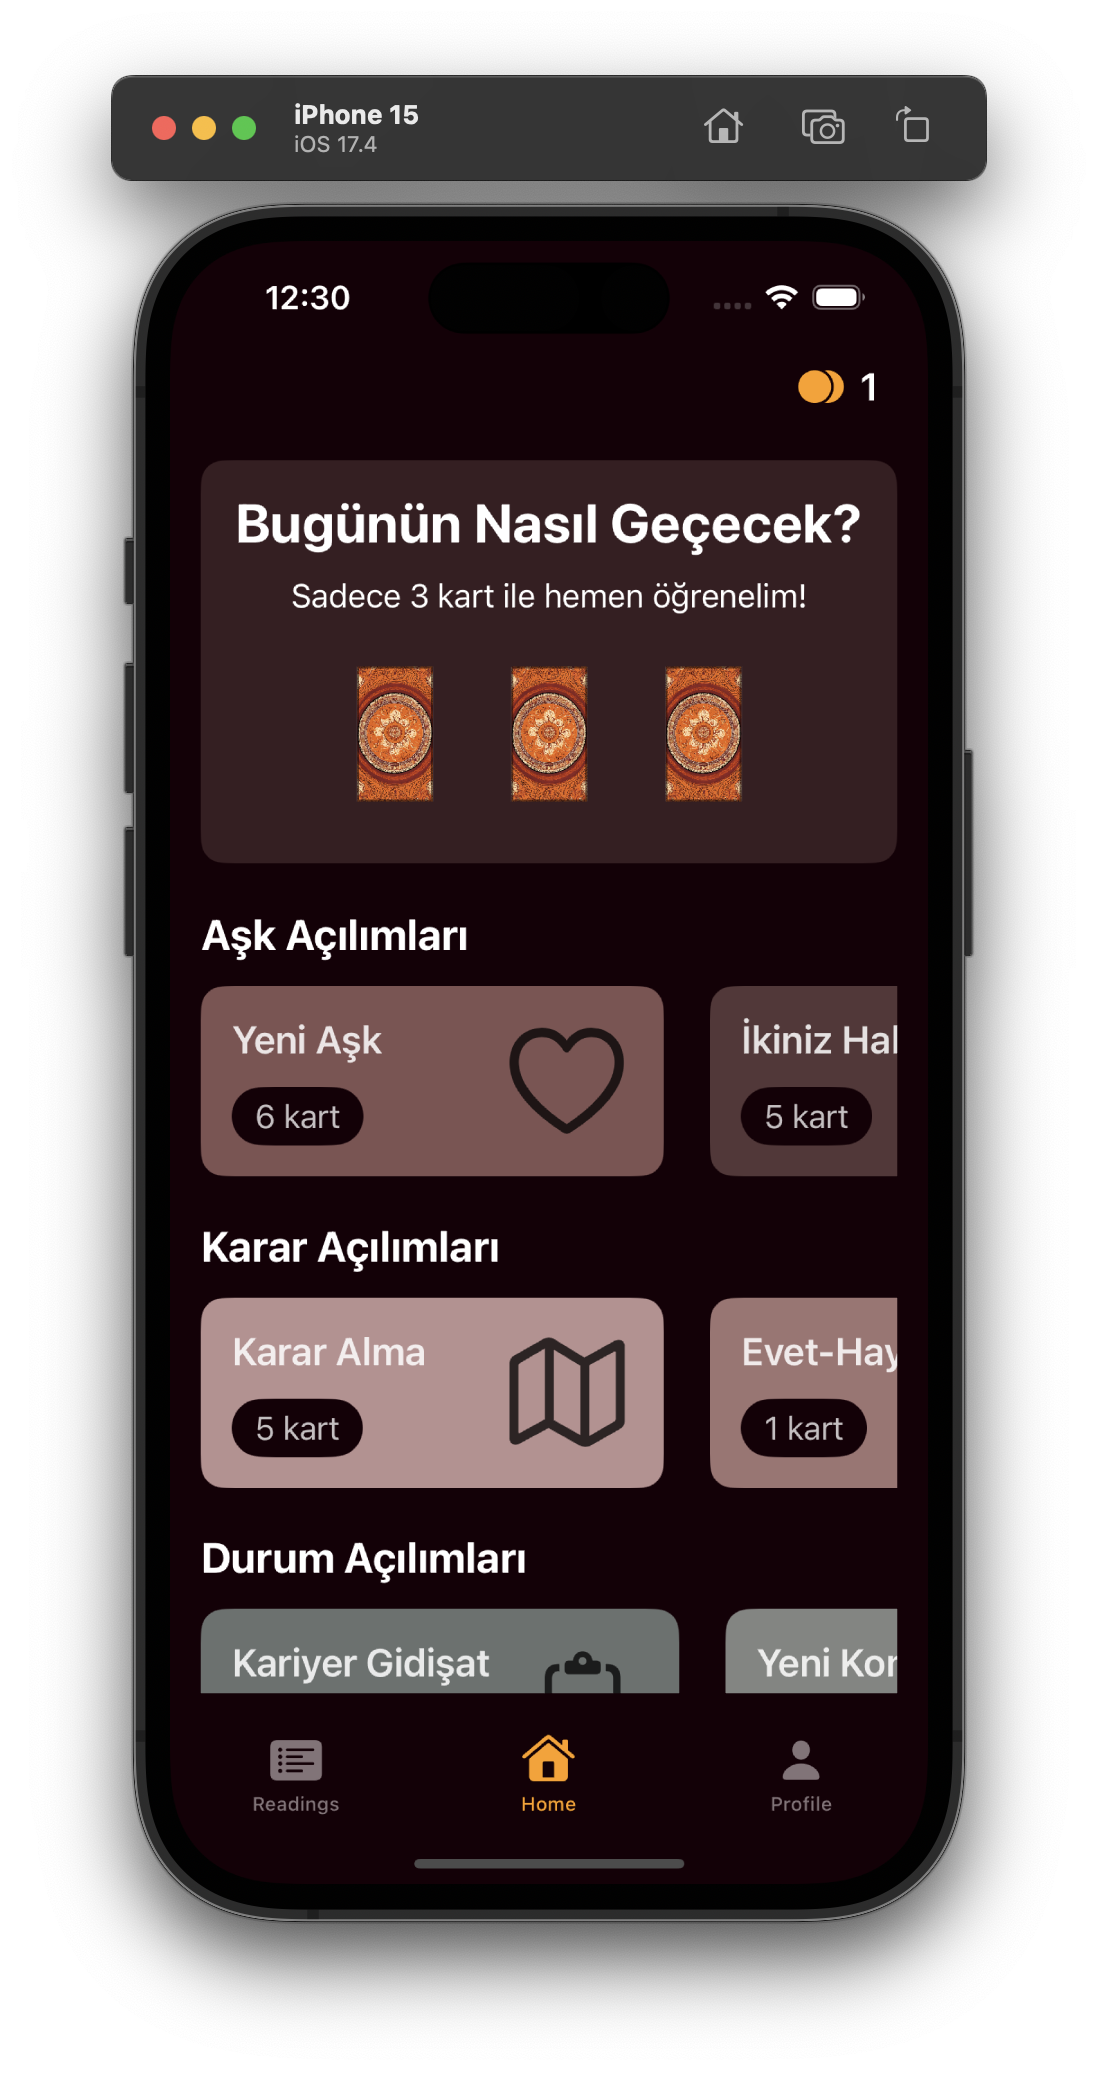 iPhone 15
iOS 17.4
12:30
1
Bugünün Nasıl Geçecek?
Sadece 3 kart ile hemen öğrenelim!
Aşk Açılımları
Yeni Aşk
6 kart
İkiniz Hak
5 kart
Karar Açılımları
Karar Alma
5 kart
Evet-Hay
1 kart
Durum Açılımları
Kariyer Gidişat
Yeni Kon
Readings
Home
Profile